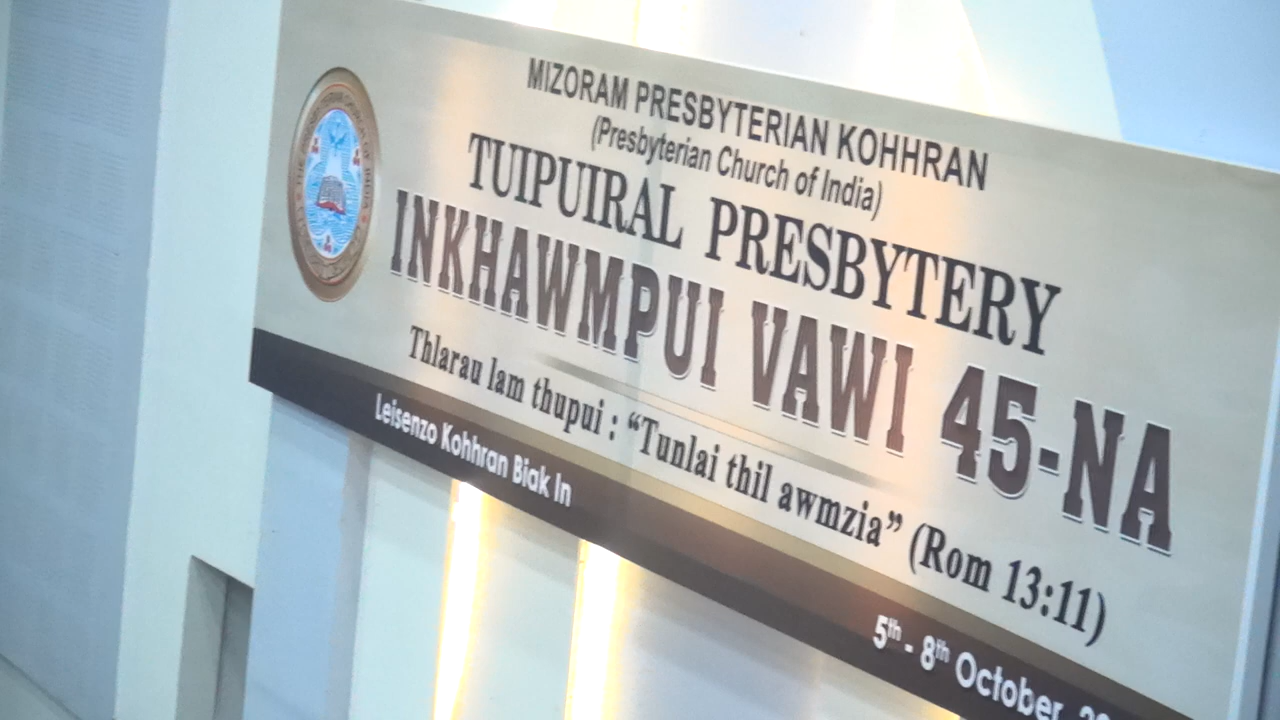 MIZORAM PRESBYTERIAN KOHHRAN
(Presbyterian Church of India)
TUIPUIRAL PRESBYTERY
INKHAWMPUI VAWI 45-NA
Thlarau lam thupui : “Tunlai thil awmzia” (Rom 13:11)
Leisenzo Kohhran Biak In
5th - 8th October,